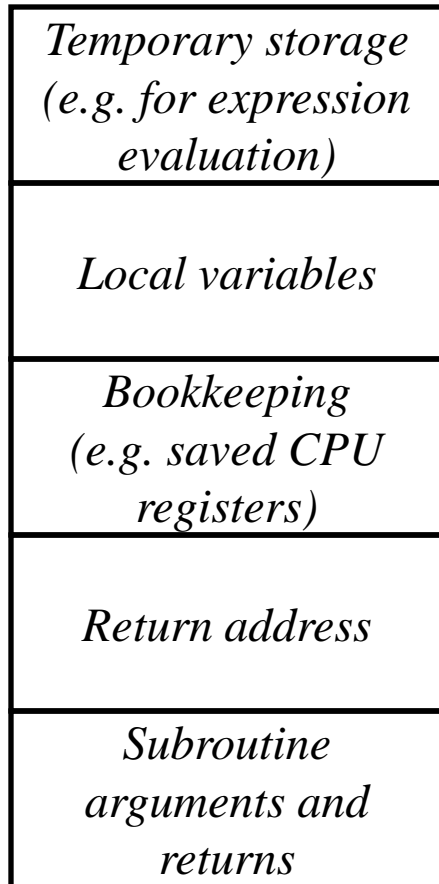 Temporary storage
(e.g. for expression
evaluation)
Local variables
Bookkeeping
(e.g. saved CPU
registers)
Return address
Subroutine
arguments and
returns